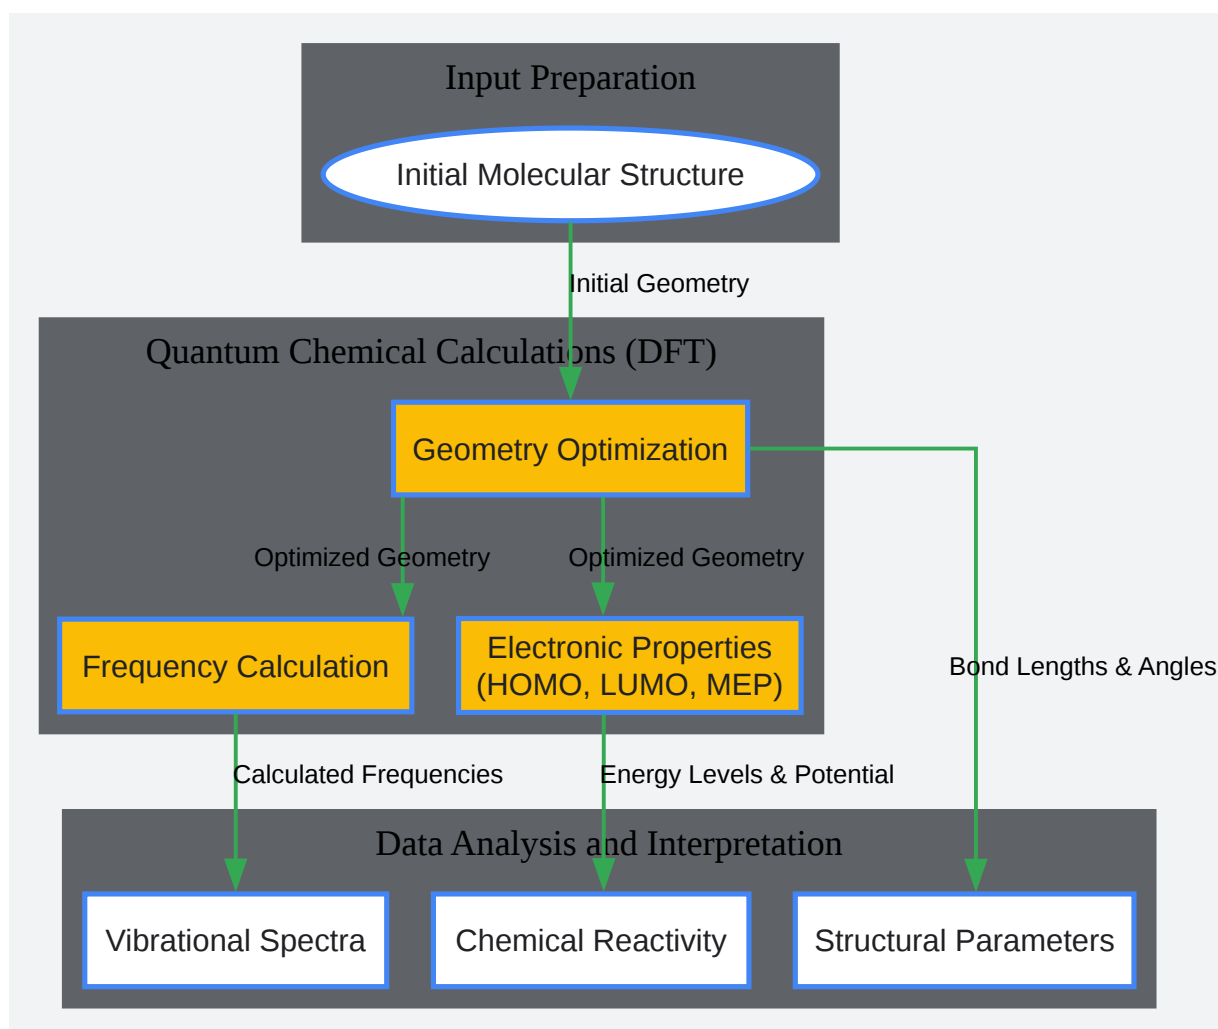 Input Preparation
Initial Molecular Structure
Initial Geometry
Quantum Chemical Calculations (DFT)
Geometry Optimization
Optimized Geometry
Optimized Geometry
Frequency Calculation
Electronic Properties
(HOMO, LUMO, MEP)
Bond Lengths & Angles
Calculated Frequencies
Energy Levels & Potential
Data Analysis and Interpretation
Vibrational Spectra
Chemical Reactivity
Structural Parameters